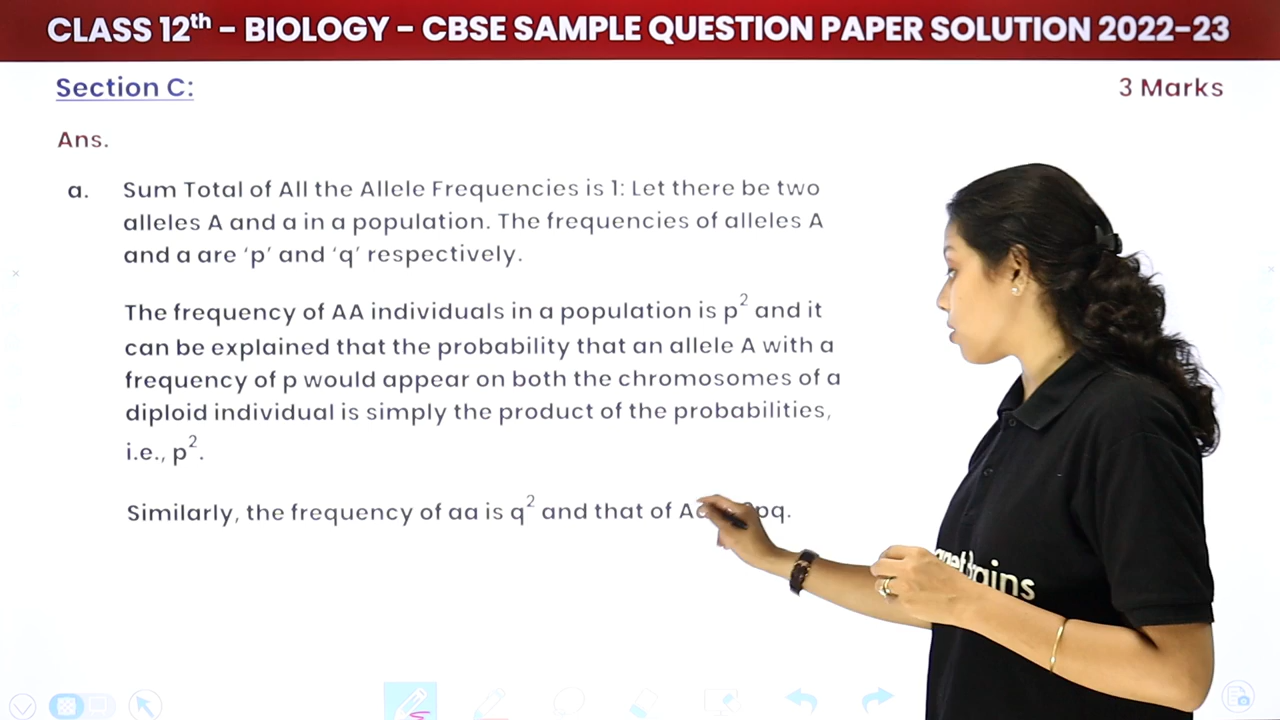 CLASS 12th – BIOLOGY – CBSE SAMPLE QUESTION PAPER SOLUTION 2022–23
Section C:
3 Marks
Ans.
a. Sum Total of All the Allele Frequencies is 1: Let there be two
alleles A and a in a population. The frequencies of alleles A
and a are ‘p’ and ‘q’ respectively.
The frequency of AA individuals in a population is p² and it
can be explained that the probability that an allele A with a
frequency of p would appear on both the chromosomes of a
diploid individual is simply the product of the probabilities,
i.e., p².
Similarly, the frequency of aa is q² and that of pq.